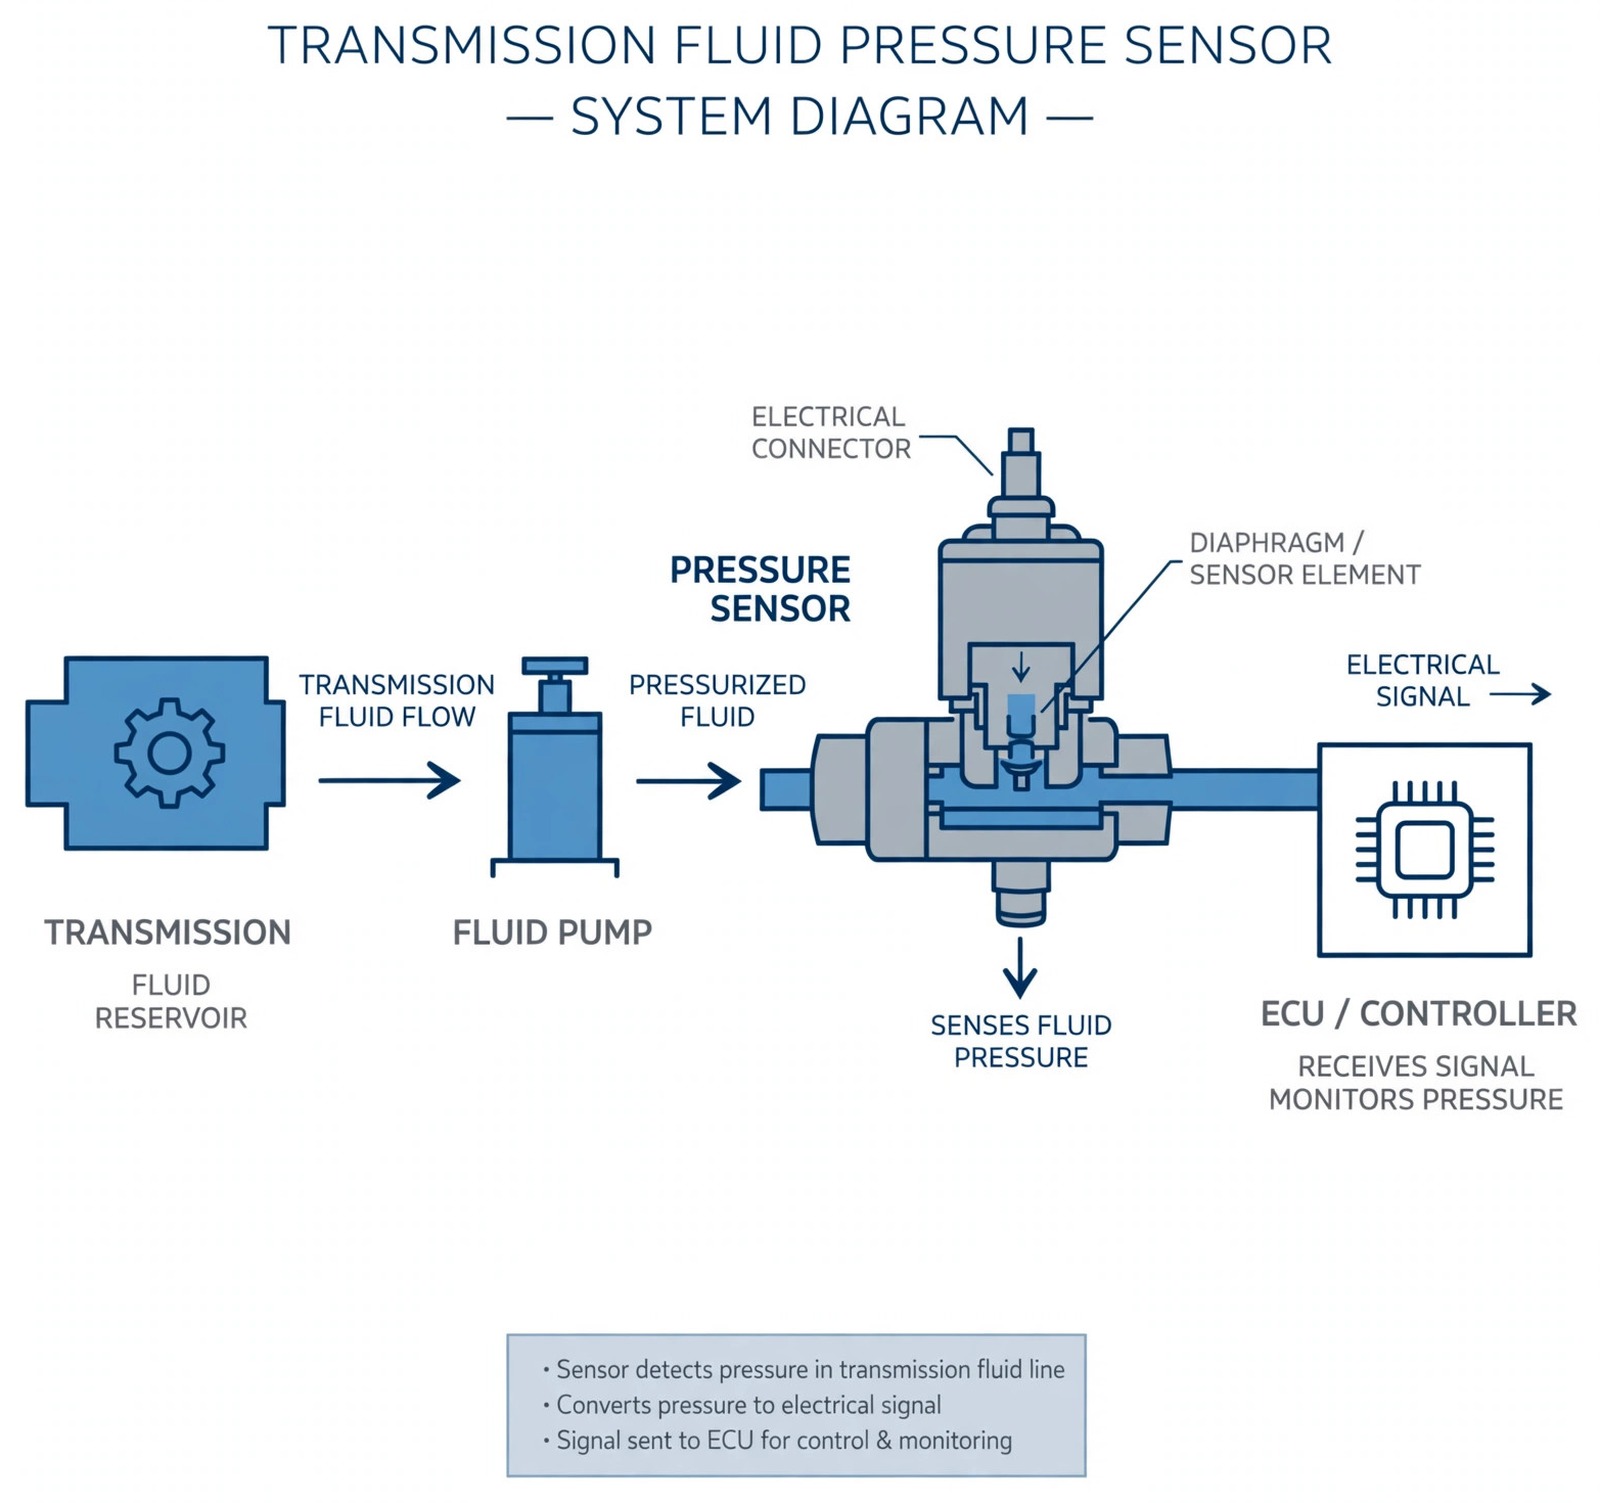 TRANSMISSION FLUID PRESSURE SENSOR
— SYSTEM DIAGRAM —
ELECTRICAL
CONNECTOR
DIAPHRAGM /
SENSOR ELEMENT
PRESSURE
SENSOR
TRANSMISSION
FLUID FLOW
PRESSURIZED
FLUID
ELECTRICAL
SIGNAL
TRANSMISSION
FLUID
RESERVOIR
FLUID PUMP
SENSES FLUID
PRESSURE
ECU / CONTROLLER
RECEIVES SIGNAL
MONITORS PRESSURE
• Sensor detects pressure in transmission fluid line
• Converts pressure to electrical signal
• Signal sent to ECU for control & monitoring